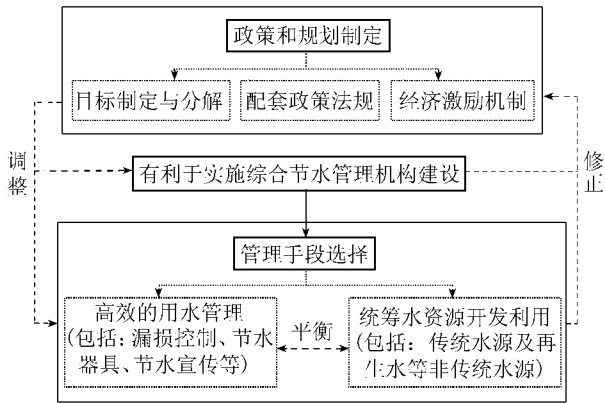 政策和规划制定
目标制定与分解
配套政策法规
经济激励机制
调整
修正
有利于实施综合节水管理机构建设
管理手段选择
高效的用水管理
(包括:漏损控制、节水
器具、节水宣传等)
平衡
统筹水资源开发利用
(包括: 传统水源及再
生水等非传统水源)